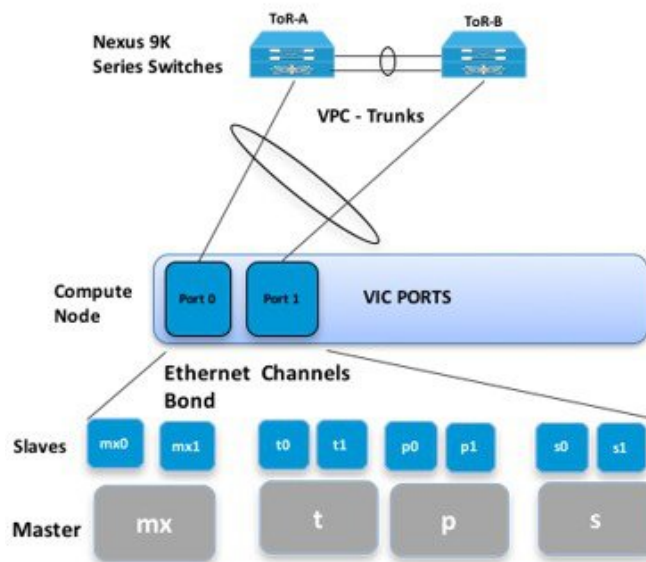 ToR-A
ToR-B
Nexus 9K
Series Switches
VPC - Trunks
Compute
Node
Port 0
Port 1
VIC PORTS
Ethernet Channels
Bond
Slaves
mx0
mx1
t0
t1
p0
p1
s0
s1
Master
mx
t
p
s